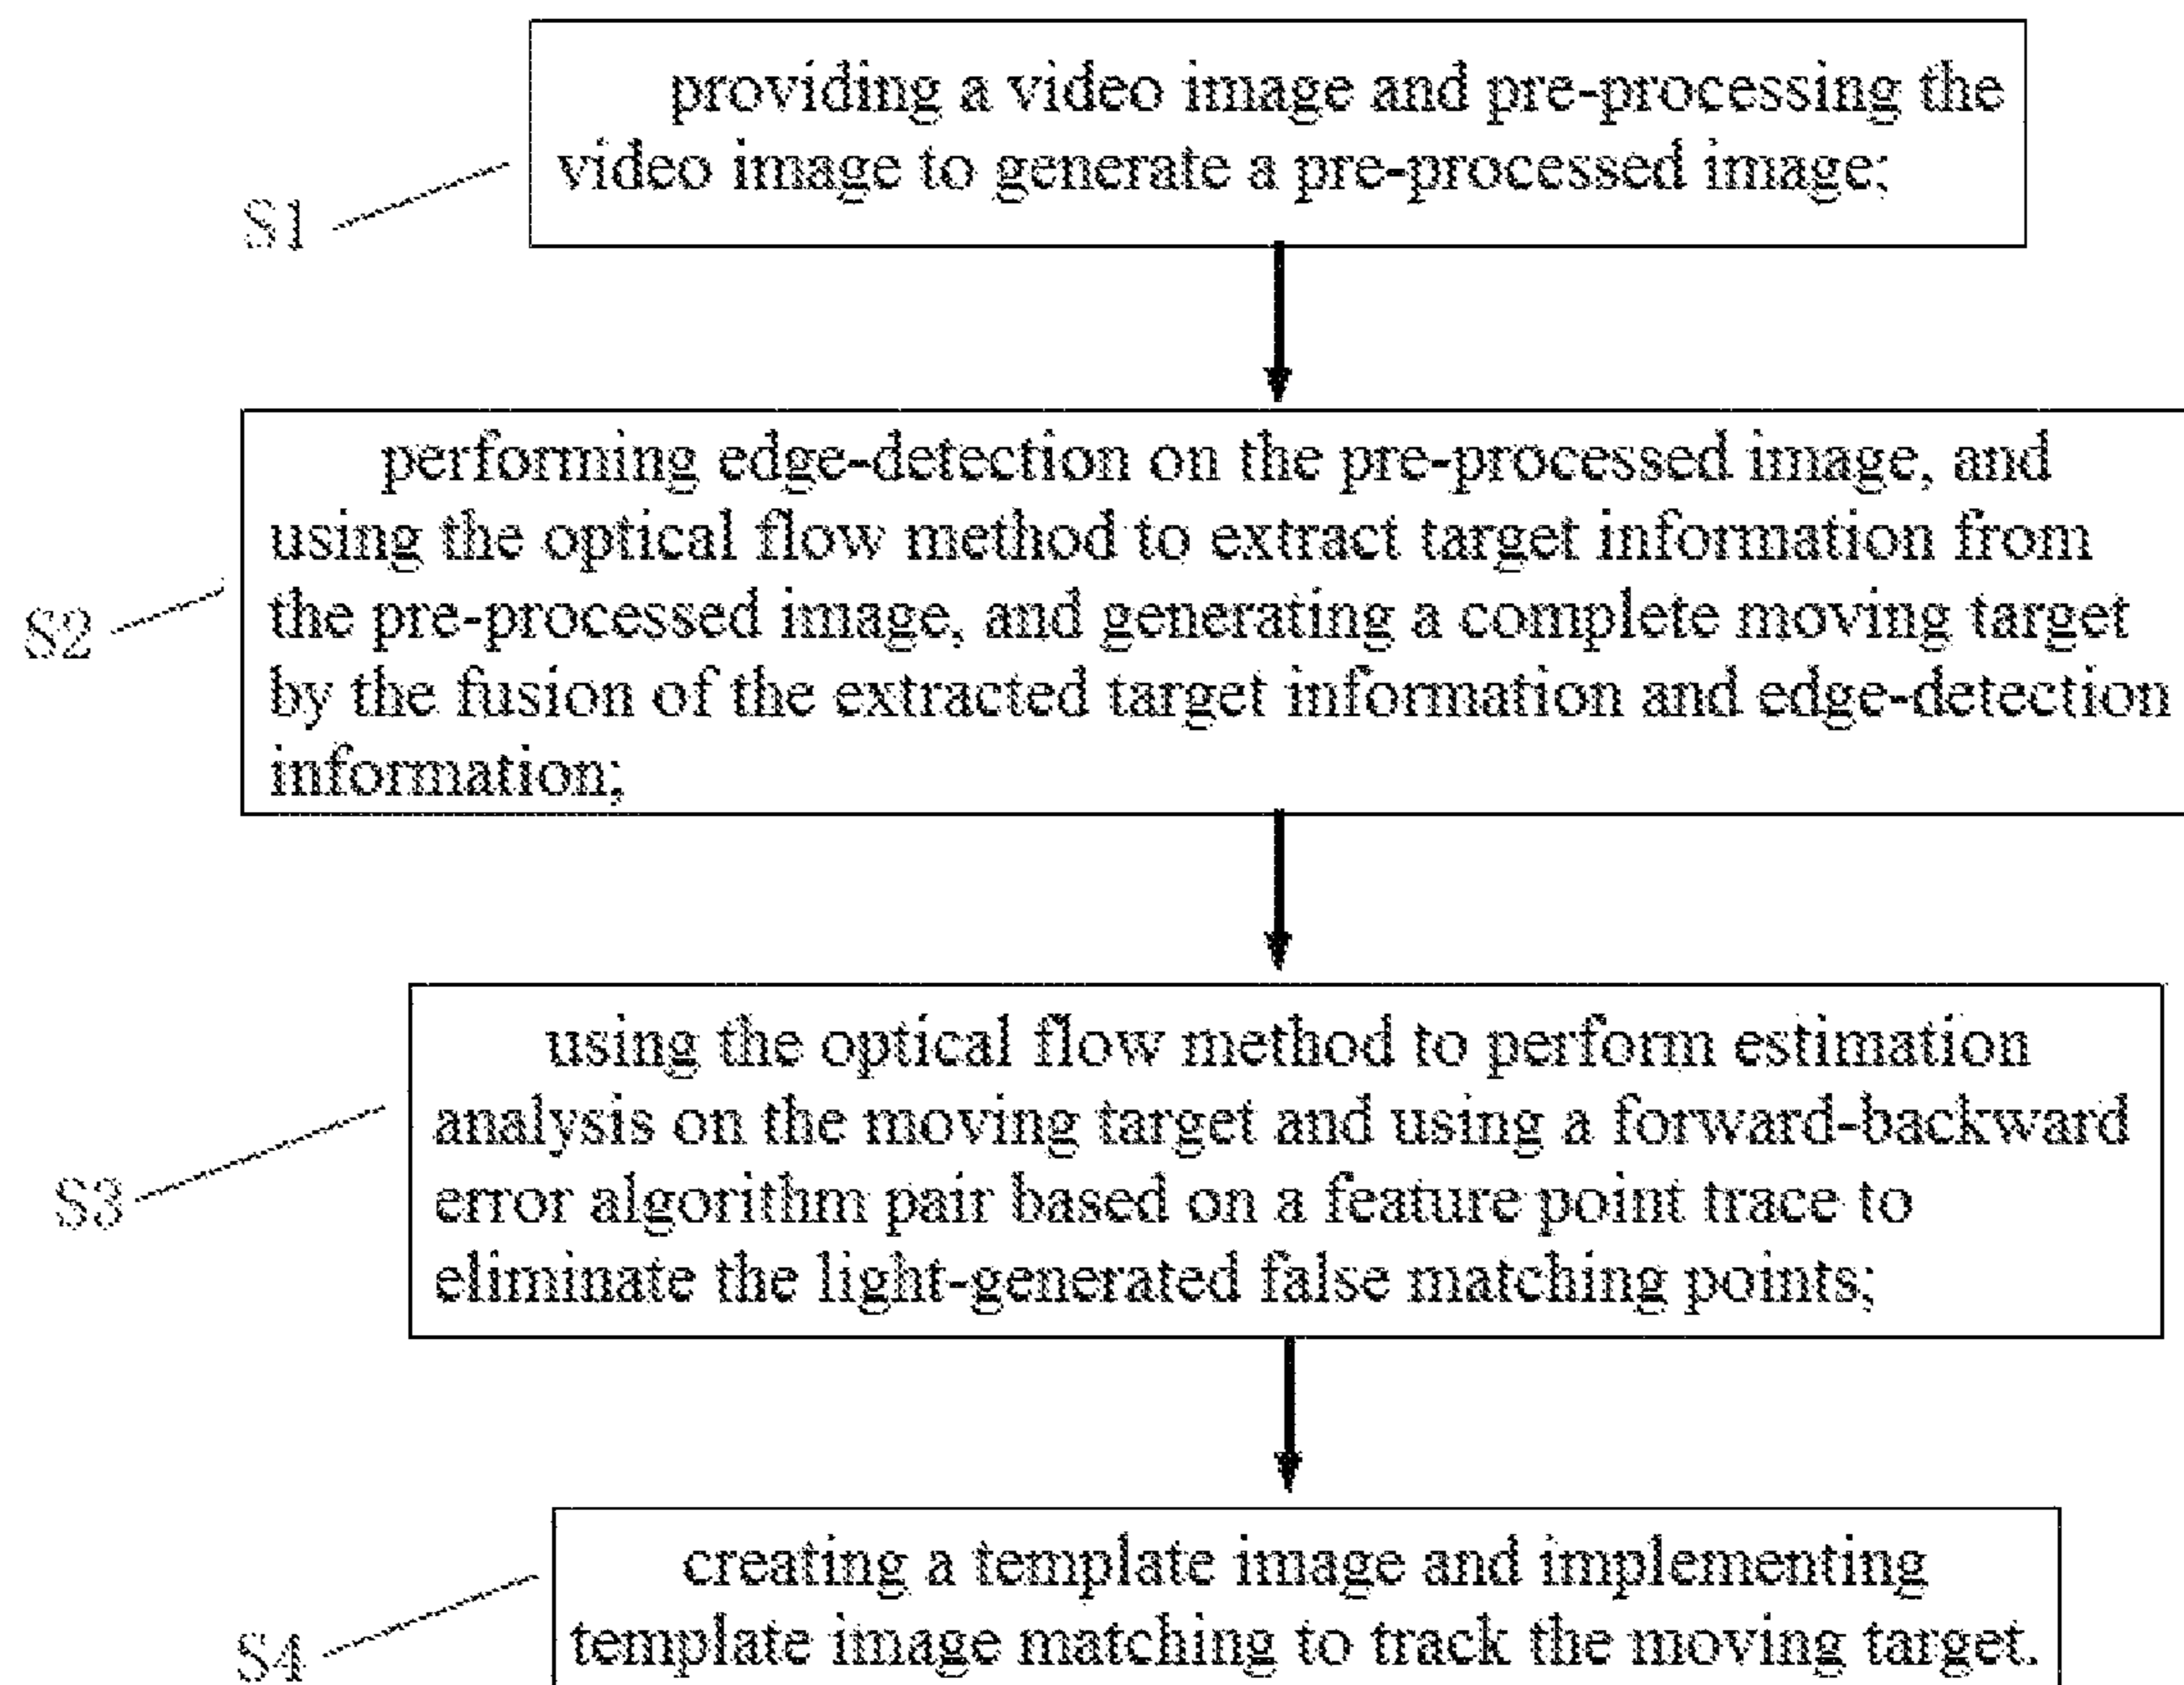 providing a video image and pre-processing the
video image to generate a pre-processed image;
S1
performing edge-detection on the pre-processed image, and
using the optical flow method to extract target information from
the pre-processed image, and generating a complete moving target
by the fusion of the extracted target information and edge-detection
information;
S2
using the optical flow method to perform estimation
analysis on the moving target and using a forward-backward
error algorithm pair based on a feature point trace to
eliminate the light-generated false matching points;
S3
creating a template image and implementing
template image matching to track the moving target.
S4